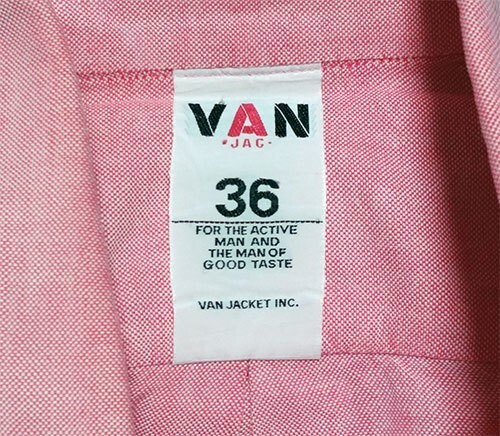 VAN
•JAC•
36
FOR THE ACTIVE
MAN AND
THE MAN OF
GOOD TASTE
VAN JACKET INC.